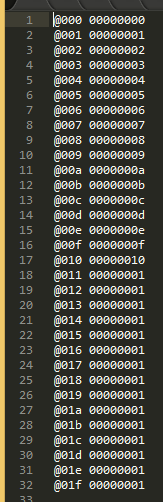 1 @000 00000000
2 @001 00000001
3 @002 00000002
4 @003 00000003
5 @004 00000004
6 @005 00000005
7 @006 00000006
8 @007 00000007
9 @008 00000008
10 @009 00000009
11 @00a 0000000a
12 @00b 0000000b
13 @00c 0000000c
14 @00d 0000000d
15 @00e 0000000e
16 @00f 0000000f
17 @010 00000010
18 @011 00000001
19 @012 00000001
20 @013 00000001
21 @014 00000001
22 @015 00000001
23 @016 00000001
24 @017 00000001
25 @018 00000001
26 @019 00000001
27 @01a 00000001
28 @01b 00000001
29 @01c 00000001
30 @01d 00000001
31 @01e 00000001
32 @01f 00000001
33